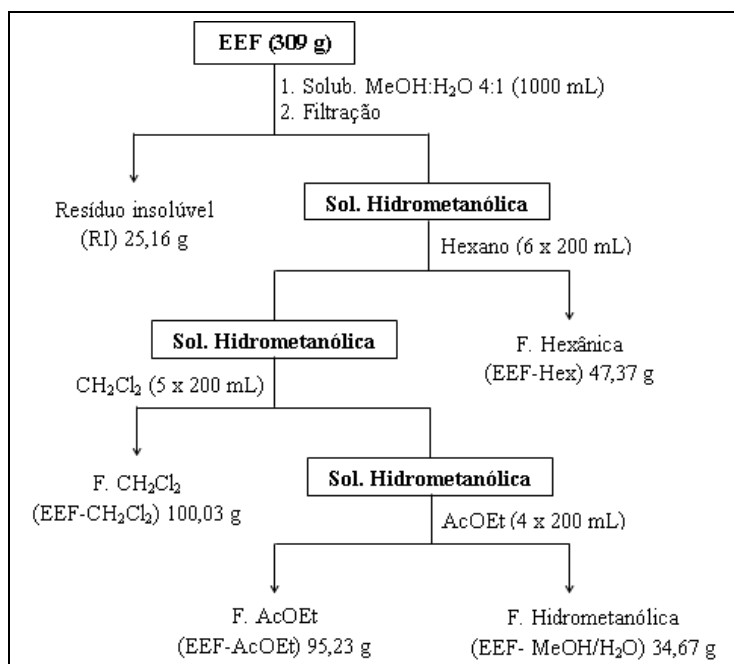 EEF (309 g)
1. Solub. MeOH:H₂O 4:1 (1000 mL)
2. Filtração
Resíduo insolúvel
(RI) 25,16 g
Sol. Hidrometanólica
Hexano (6 x 200 mL)
Sol. Hidrometanólica
F. Hexânica
(EEF-Hex) 47,37 g
CH₂Cl₂ (5 x 200 mL)
F. CH₂Cl₂
(EEF-CH₂Cl₂) 100,03 g
Sol. Hidrometanólica
AcOEt (4 x 200 mL)
F. AcOEt
(EEF-AcOEt) 95,23 g
F. Hidrometanólica
(EEF- MeOH/H₂O) 34,67 g